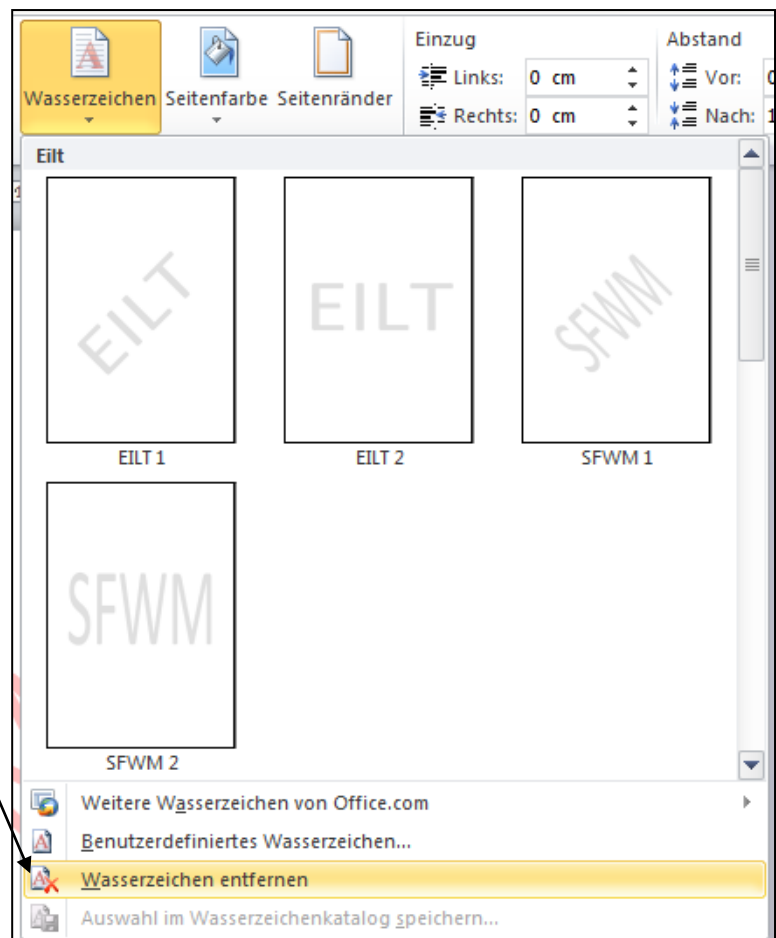 Wasserzeichen Seitenfarbe Seitenränder
Einzug
Links: 0 cm
Rechts: 0 cm
Abstand
Vor: 0
Nach: 1
Eilt
EILT
EILT
SFWM
EILT 1
EILT 2
SFWM 1
SFWM
SFWM 2
Weitere Wasserzeichen von Office.com
Benutzerdefiniertes Wasserzeichen...
Wasserzeichen entfernen
Auswahl im Wasserzeichenkatalog speichern...